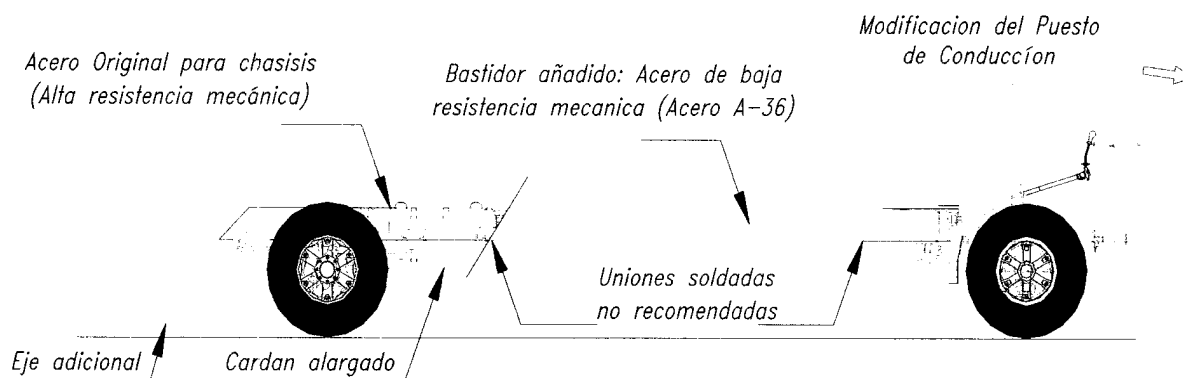 Modificacion del Puesto
de Conduccíon
Acero Original para chasisis
(Alta resistencia mecánica)
Bastidor añadido: Acero de baja
resistencia mecanica (Acero A-36)
Uniones soldadas
no recomendadas
Eje adicional
Cardan alargado